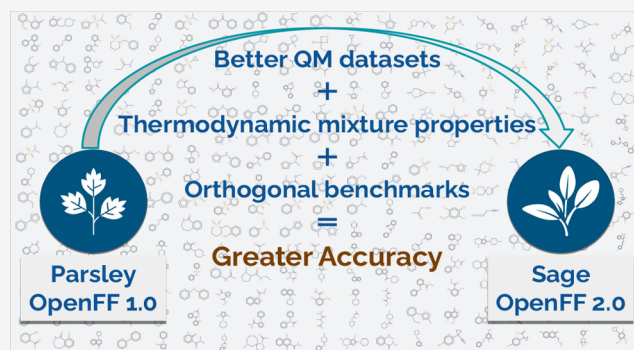 Better QM datasets
+
Thermodynamic mixture properties
+
Orthogonal benchmarks
=
Greater Accuracy
Parsley
OpenFF 1.0
Sage
OpenFF 2.0